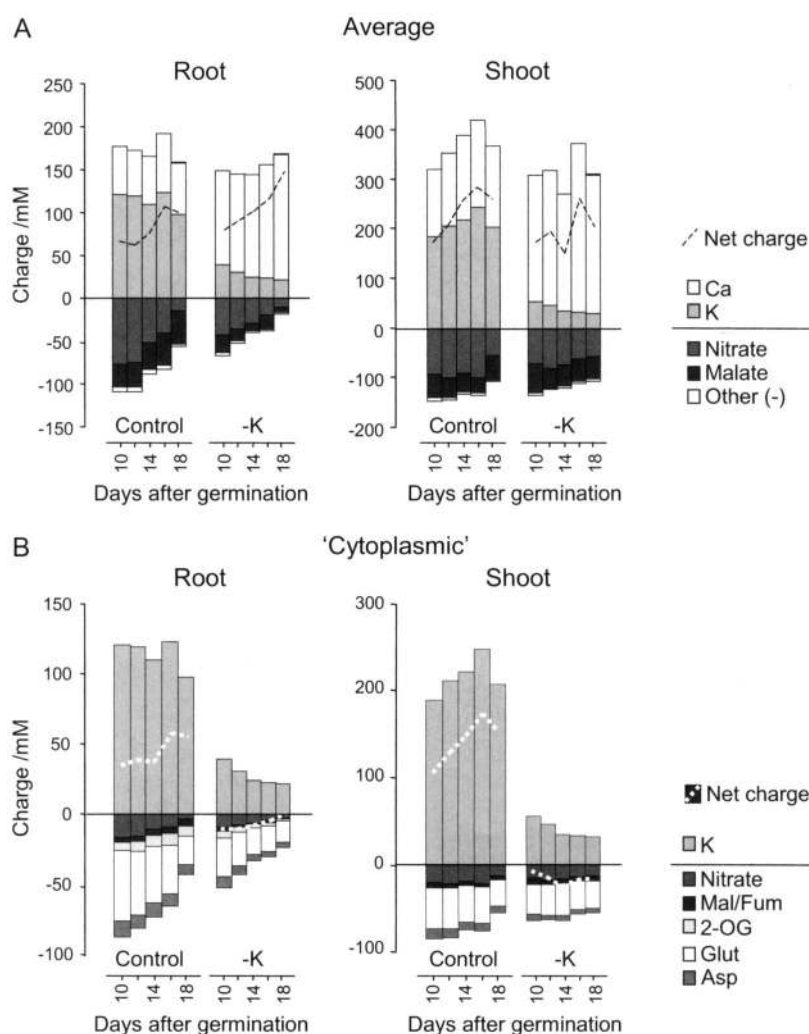 A
Average
Root
Shoot
Charge /mM
250
200
150
100
50
0
-50
-100
-150
500
400
300
200
100
0
-100
-200
Control
-K
Control
-K
10
14
18
10
14
18
10
14
18
10
14
18
Days after germination
Days after germination
Net charge
Ca
K
Nitrate
Malate
Other (-)
B
'Cytoplasmic'
Root
Shoot
Charge /mM
150
100
50
0
-50
-100
300
200
100
0
-100
Control
-K
Control
-K
10
14
18
10
14
18
10
14
18
10
14
18
Days after germination
Days after germination
Net charge
K
Nitrate
Mal/Fum
2-OG
Glut
Asp